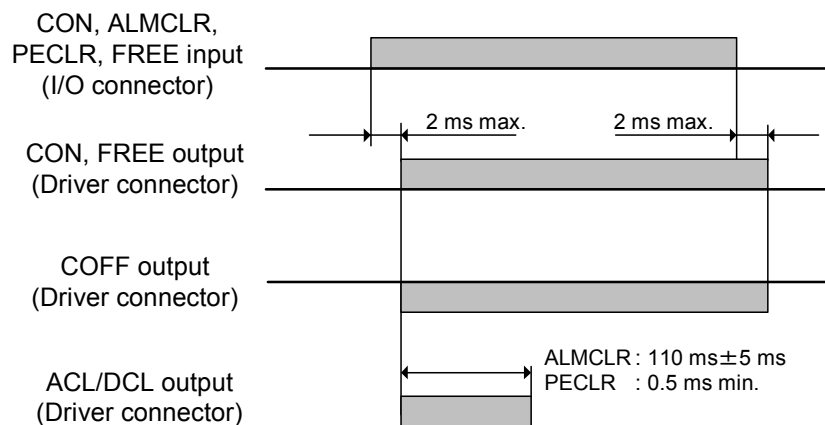 CON, ALMCLR,
PECLR, FREE input
(I/O connector)
2 ms max.
2 ms max.
CON, FREE output
(Driver connector)
COFF output
(Driver connector)
ALMCLR : 110 ms±5 ms
PECLR : 0.5 ms min.
ACL/DCL output
(Driver connector)